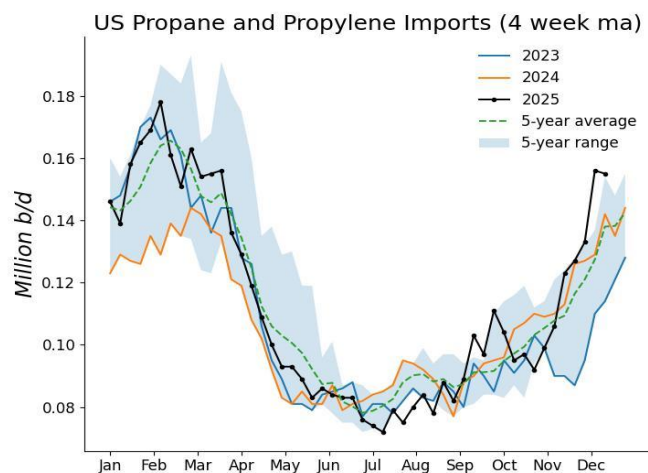 US Propane and Propylene Imports (4 week ma)
2023
2024
2025
5-year average
5-year range
Million b/d
0.18
0.16
0.14
0.12
0.10
0.08
Jan Feb Mar Apr May Jun Jul Aug Sep Oct Nov Dec